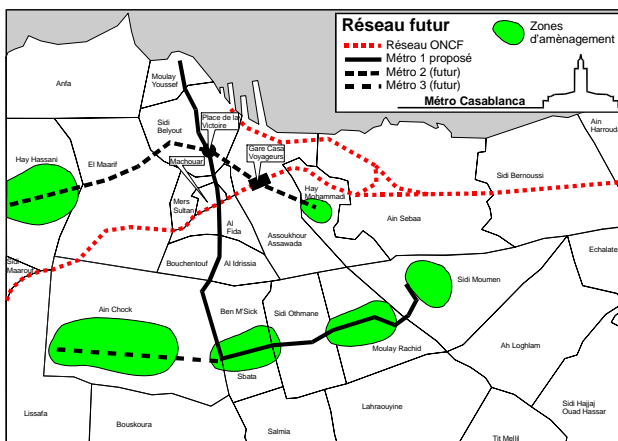 Réseau futur
Réseau ONCF
Métro 1 proposé
Métro 2 (futur)
Métro 3 (futur)
Zones
d'amènagement
Métro Casablanca
Anfa
Moulay
Youssef
Place de la
Victoire
Sidi
Belyout
Ain
Harrouda
Hay Hassani
El Maarif
Machouar
Gare Casa
Voyageurs
Sidi Bernoussi
Hay
Mohammadi
Mers
Sultan
Al
Fida
Ain Sebaa
Assoukhour
Assawada
Sidi
Maarouf
Bouchentouf
Al Idrissia
Echalate
Sidi Moumen
Ain Chock
Ben M'Sick
Sidi Othmane
Moulay Rachid
Ah Loghlam
Sbata
Lissafa
Bouskoura
Salmia
Lahraouyine
Sidi Hajjaj
Ouad Hassar
Tit Mellil